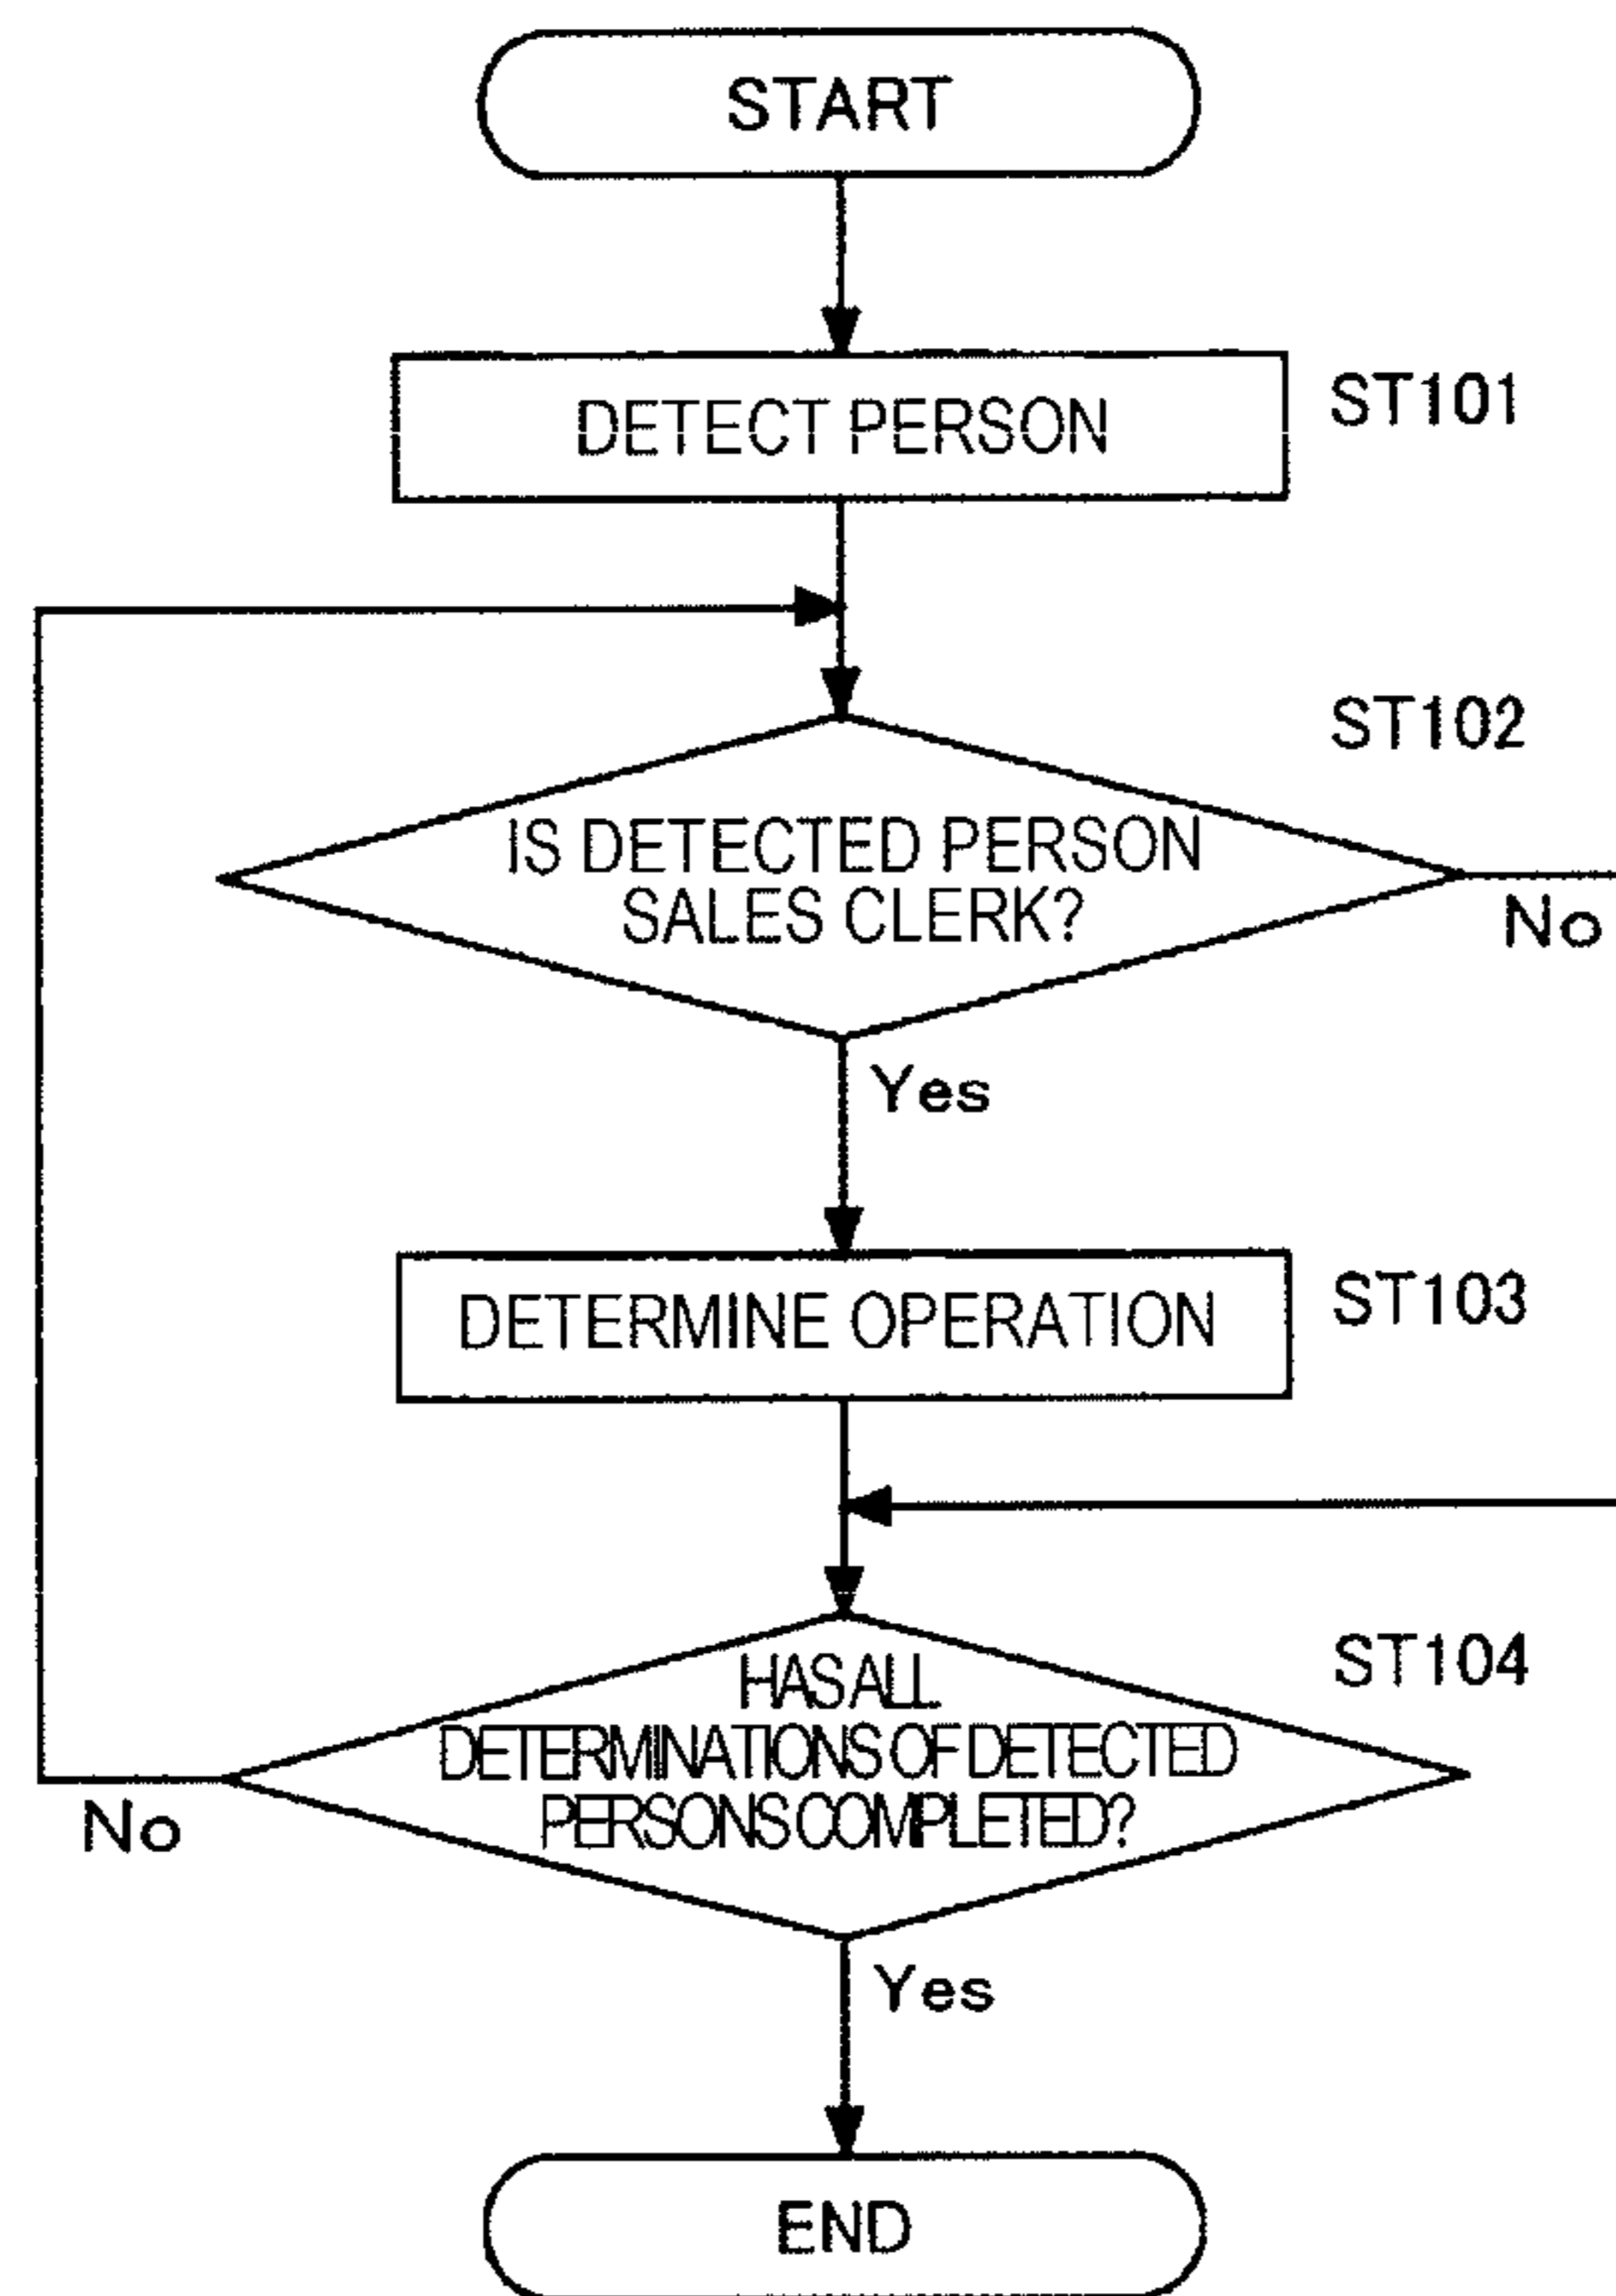 START
DETECT PERSON
ST101
ST102
IS DETECTED PERSON
SALES CLERK?
No
Yes
DETERMINE OPERATION
ST103
ST104
HAS ALL
DETERMINATIONS OF DETECTED
PERSONS COMPLETED?
No
Yes
END